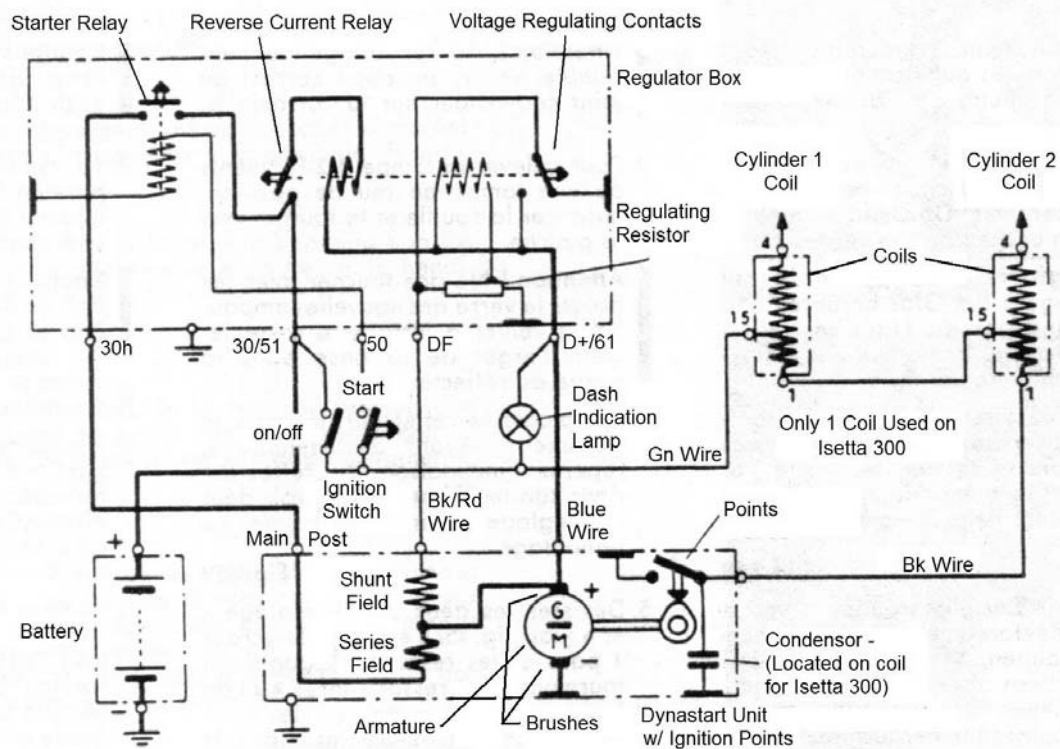 Starter Relay
Reverse Current Relay
Voltage Regulating Contacts
Regulator Box
Regulating
Resistor
Cylinder 1
Coil
Cylinder 2
Coil
4
4
Coils
15
15
1
1
Only 1 Coil Used on
Isetta 300
30h
30/51
50
DF
D+/61
Start
on/off
Ignition
Switch
Dash
Indication
Lamp
Gn Wire
Bk/Rd
Wire
Blue
Wire
Points
Main Post
Bk Wire
+
Battery
-
Shunt
Field
Series
Field
+
G
M
Condensor -
(Located on coil
for Isetta 300)
Armature
Brushes
Dynastart Unit
w/ Ignition Points